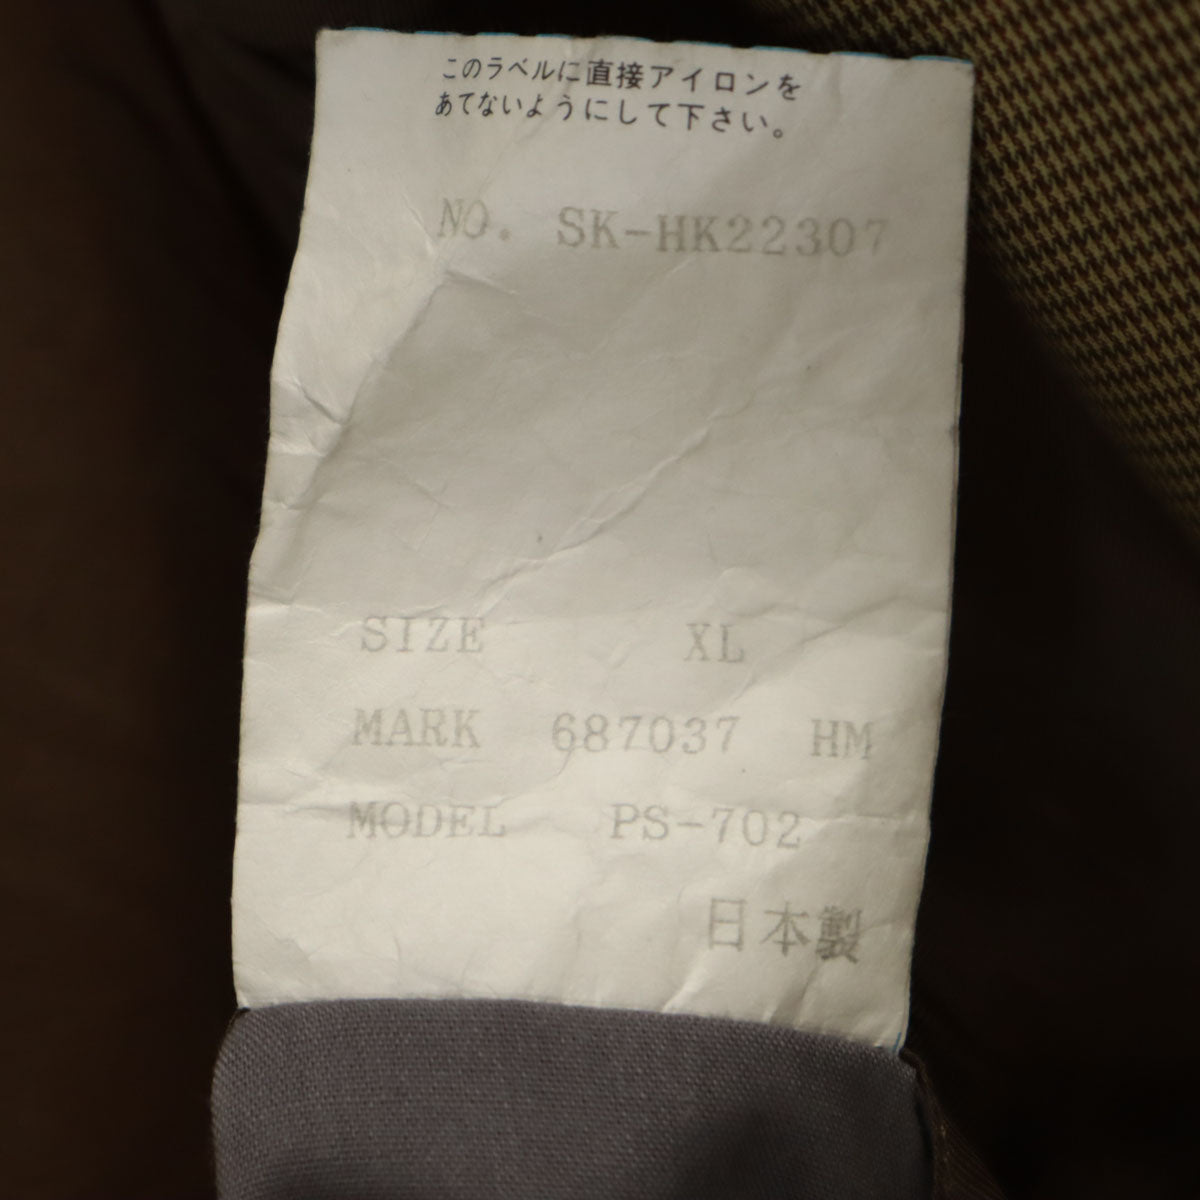 このラベルに直接アイロンを
あてないようにして下さい。
NO. SK-HK22307
SIZE XL
MARK 687037 HM
MODEL PS-702
日本製